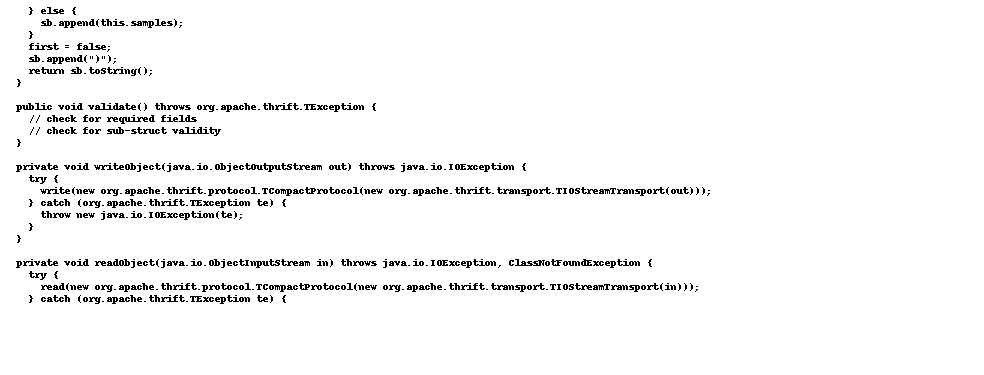 } else {
      sb.append(this.samples);
    }
    first = false;
    sb.append(")");
    return sb.toString();
  }

  public void validate() throws org.apache.thrift.TException {
    // check for required fields
    // check for sub-struct validity
  }

  private void writeObject(java.io.ObjectOutputStream out) throws java.io.IOException {
    try {
      write(new org.apache.thrift.protocol.TCompactProtocol(new org.apache.thrift.transport.TIOStreamTransport(out)));
    } catch (org.apache.thrift.TException te) {
      throw new java.io.IOException(te);
    }
  }

  private void readObject(java.io.ObjectInputStream in) throws java.io.IOException, ClassNotFoundException {
    try {
      read(new org.apache.thrift.protocol.TCompactProtocol(new org.apache.thrift.transport.TIOStreamTransport(in)));
    } catch (org.apache.thrift.TException te) {